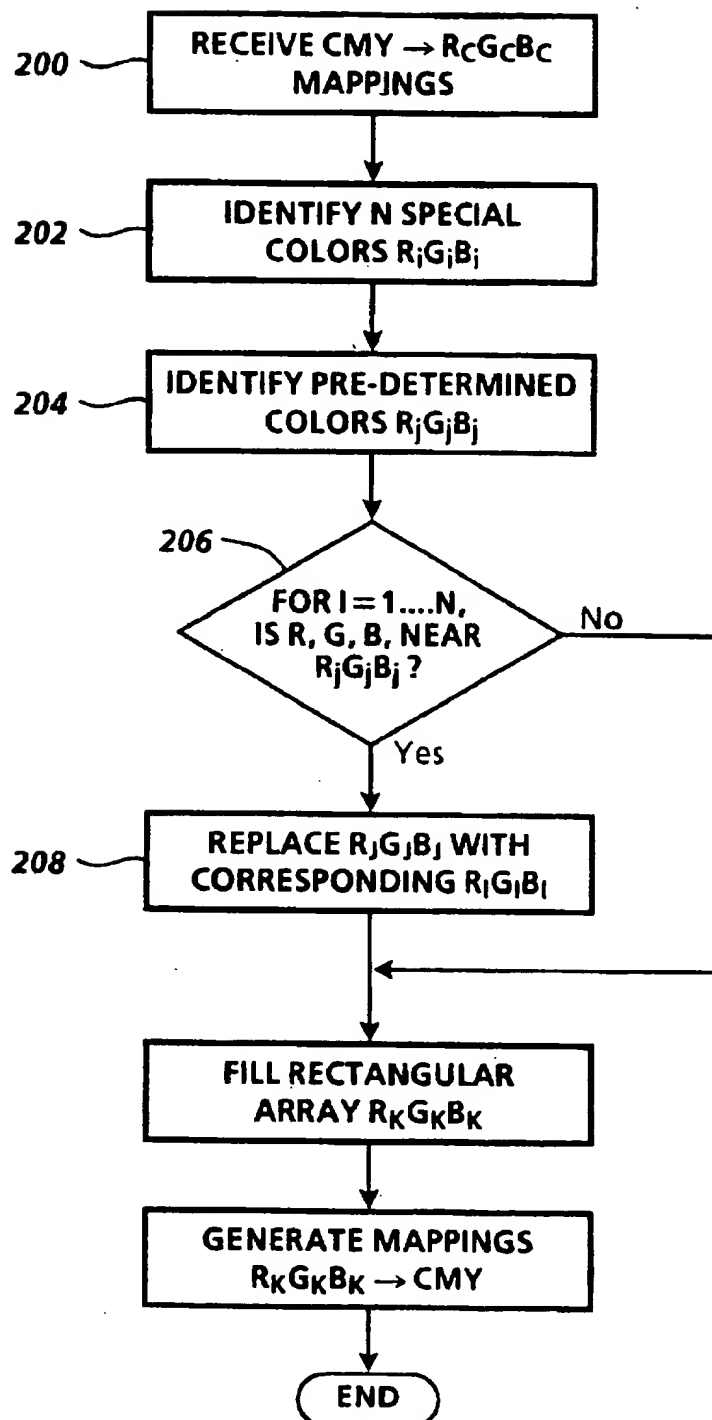 200
RECEIVE CMY → RCGCBC
MAPPINGS
202
IDENTIFY N SPECIAL
COLORS RiGiBi
204
IDENTIFY PRE-DETERMINED
COLORS RjGjBj
206
FOR I = 1....N,
IS R, G, B, NEAR
RjGjBj ?
No
Yes
208
REPLACE RJGJBJ WITH
CORRESPONDING RIGIBI
FILL RECTANGULAR
ARRAY RKGKBK
GENERATE MAPPINGS
RKGKBK → CMY
END